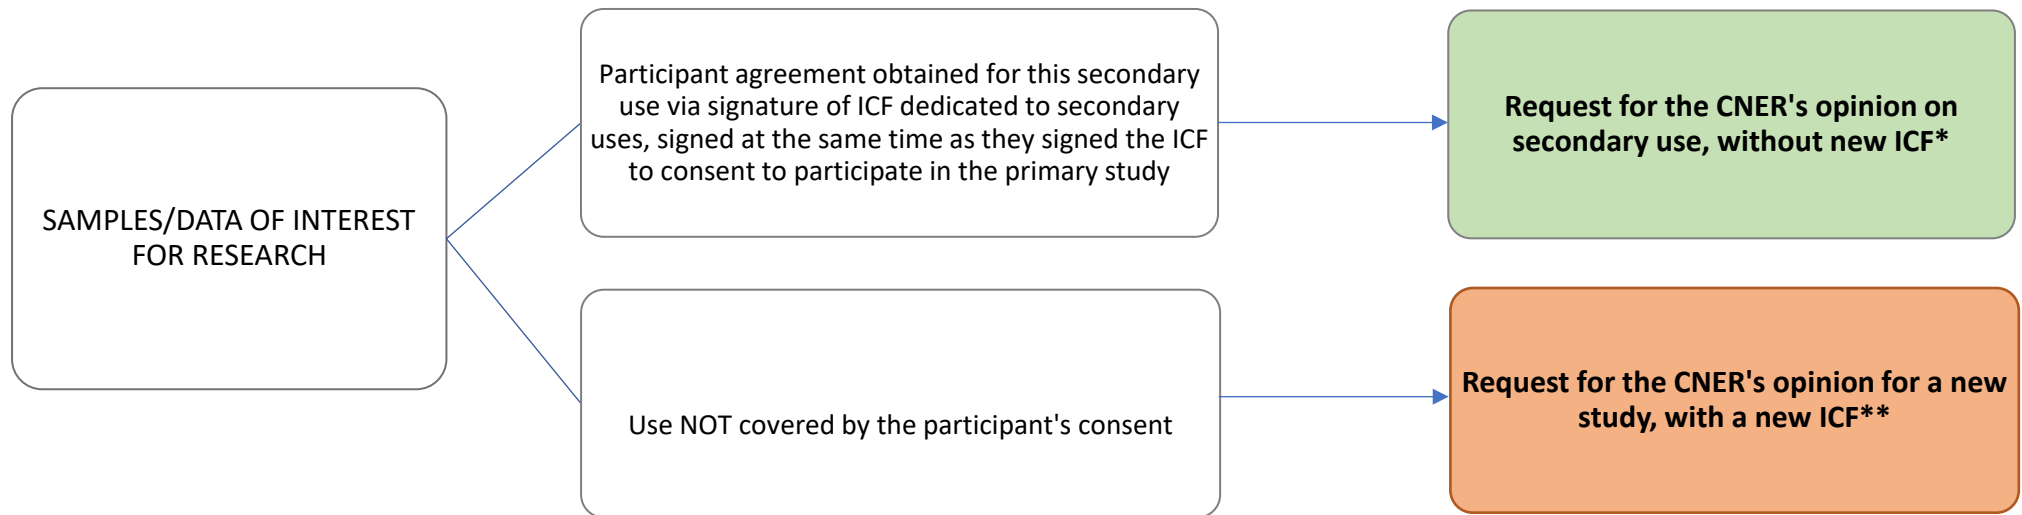 SAMPLES/DATA OF INTEREST
FOR RESEARCH
Participant agreement obtained for this secondary
use via signature of ICF dedicated to secondary
uses, signed at the same time as they signed the ICF
to consent to participate in the primary study
Request for the CNER's opinion on
secondary use, without new ICF*
Use NOT covered by the participant's consent
Request for the CNER's opinion for a new
study, with a new ICF**